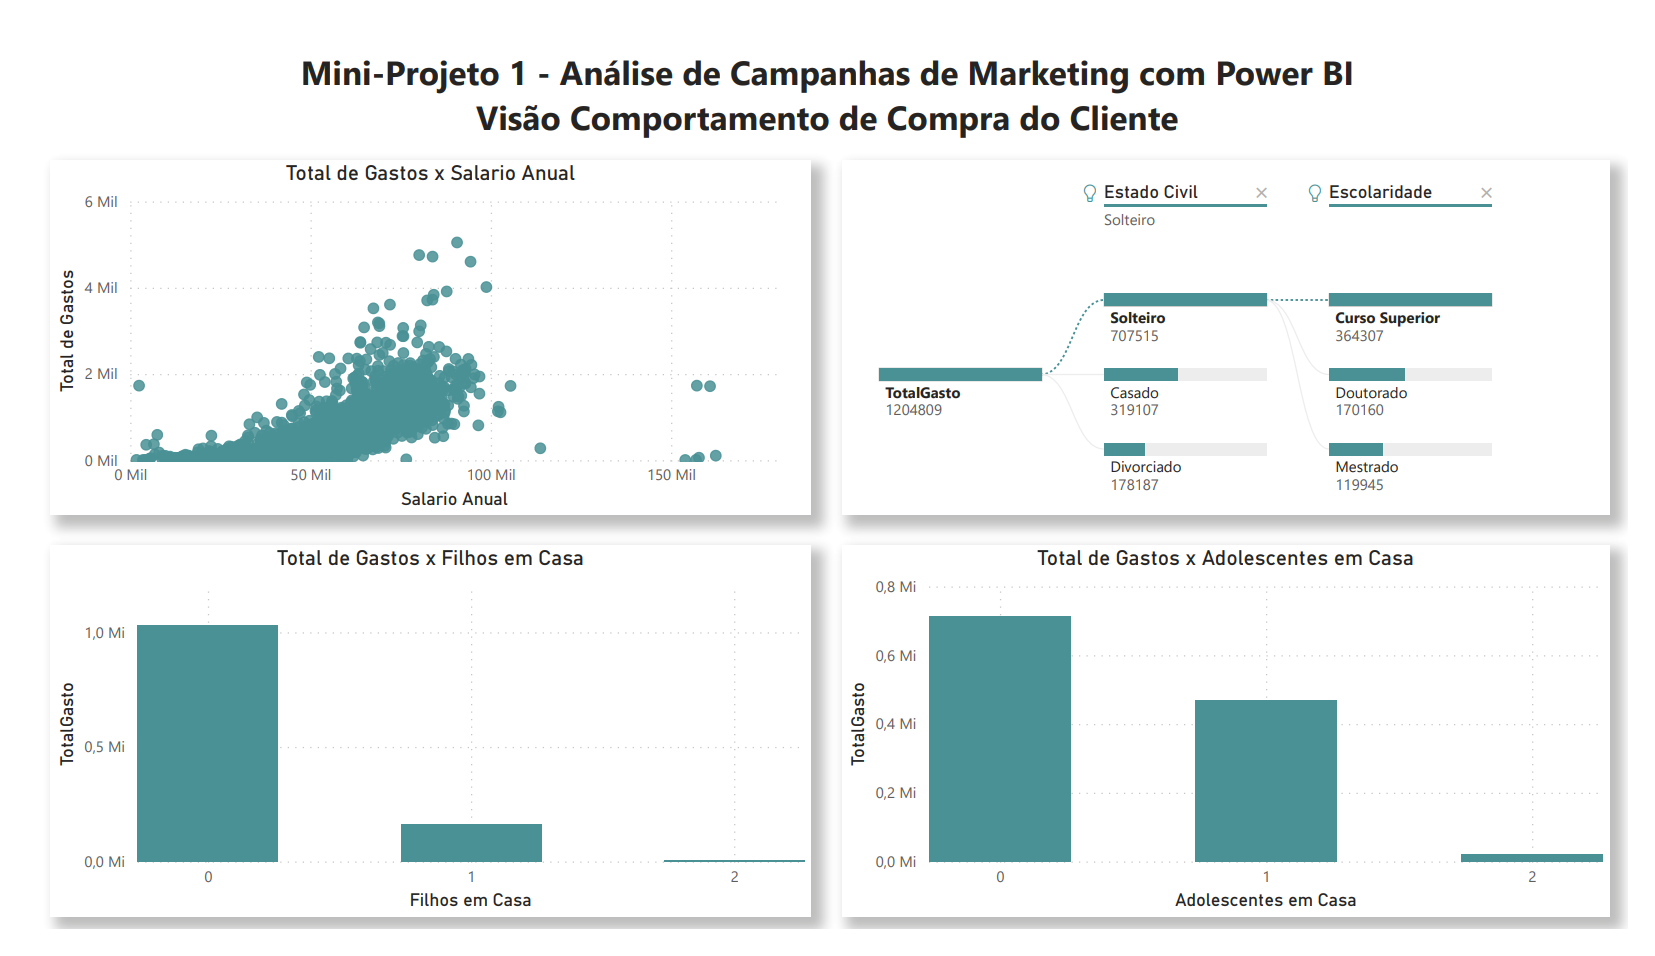 Mini-Projeto 1 - Análise de Campanhas de Marketing com Power BI
Visão Comportamento de Compra do Cliente
Total de Gastos x Salario Anual
Total de Gastos
6 Mil
4 Mil
2 Mil
0 Mil
0 Mil 50 Mil 100 Mil 150 Mil
Salario Anual
Estado Civil Escolaridade
Solteiro
TotalGasto
1204809
Solteiro
707515
Casado
319107
Divorciado
178187
Curso Superior
364307
Doutorado
170160
Mestrado
119945
Total de Gastos x Filhos em Casa
TotalGasto
1,0 Mi
0,5 Mi
0,0 Mi
0 1 2
Filhos em Casa
Total de Gastos x Adolescentes em Casa
TotalGasto
0,8 Mi
0,6 Mi
0,4 Mi
0,2 Mi
0,0 Mi
0 1 2
Adolescentes em Casa